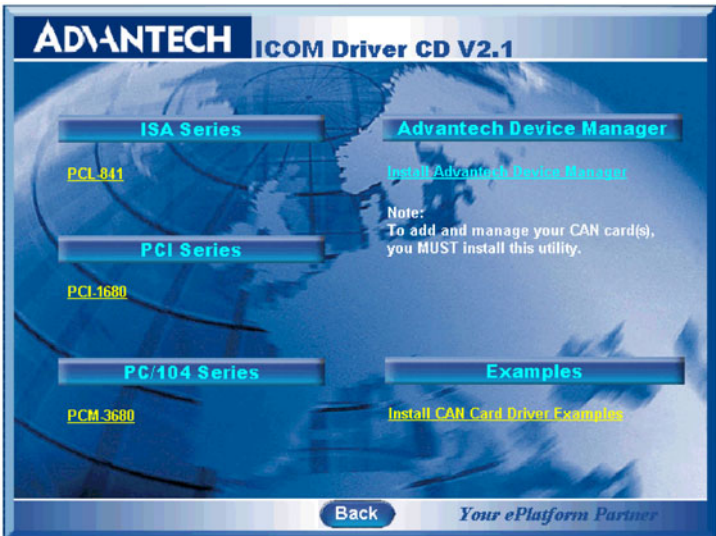 ADVANTECH ICOM Driver CD V2.1
ISA Series
PCL-841
PCI Series
PCI-1680
PC/104 Series
PCM-3680
Advantech Device Manager
Install Advantech Device Manager
Note:
To add and manage your CAN card(s),
you MUST install this utility.
Examples
Install CAN Card Driver Examples
Back
Your ePlatform Partner